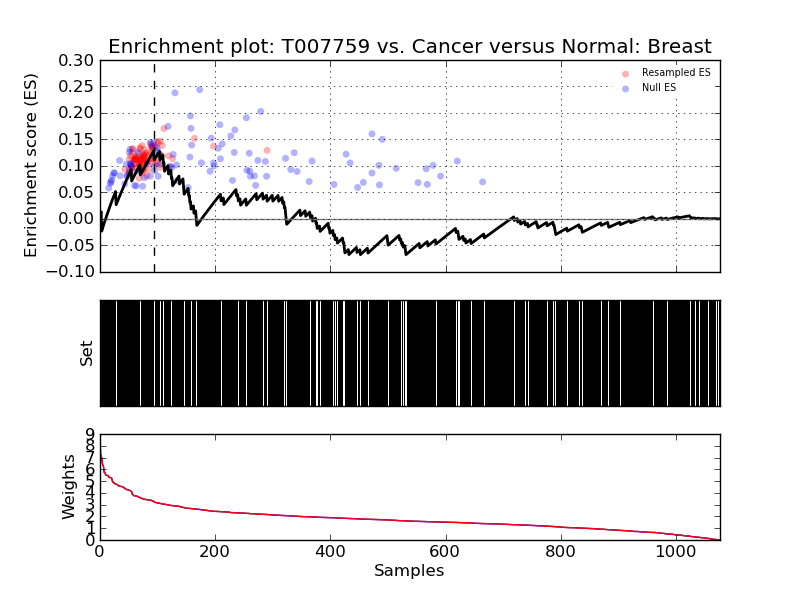 Enrichment plot: T007759 vs. Cancer versus Normal: Breast
Enrichment score (ES)
0.30
0.25
0.20
0.15
0.10
0.05
0.00
−0.05
−0.10
Resampled ES
Null ES
Set
Weights
9
8
7
6
5
4
3
2
1
0
0 200 400 600 800 1000
Samples